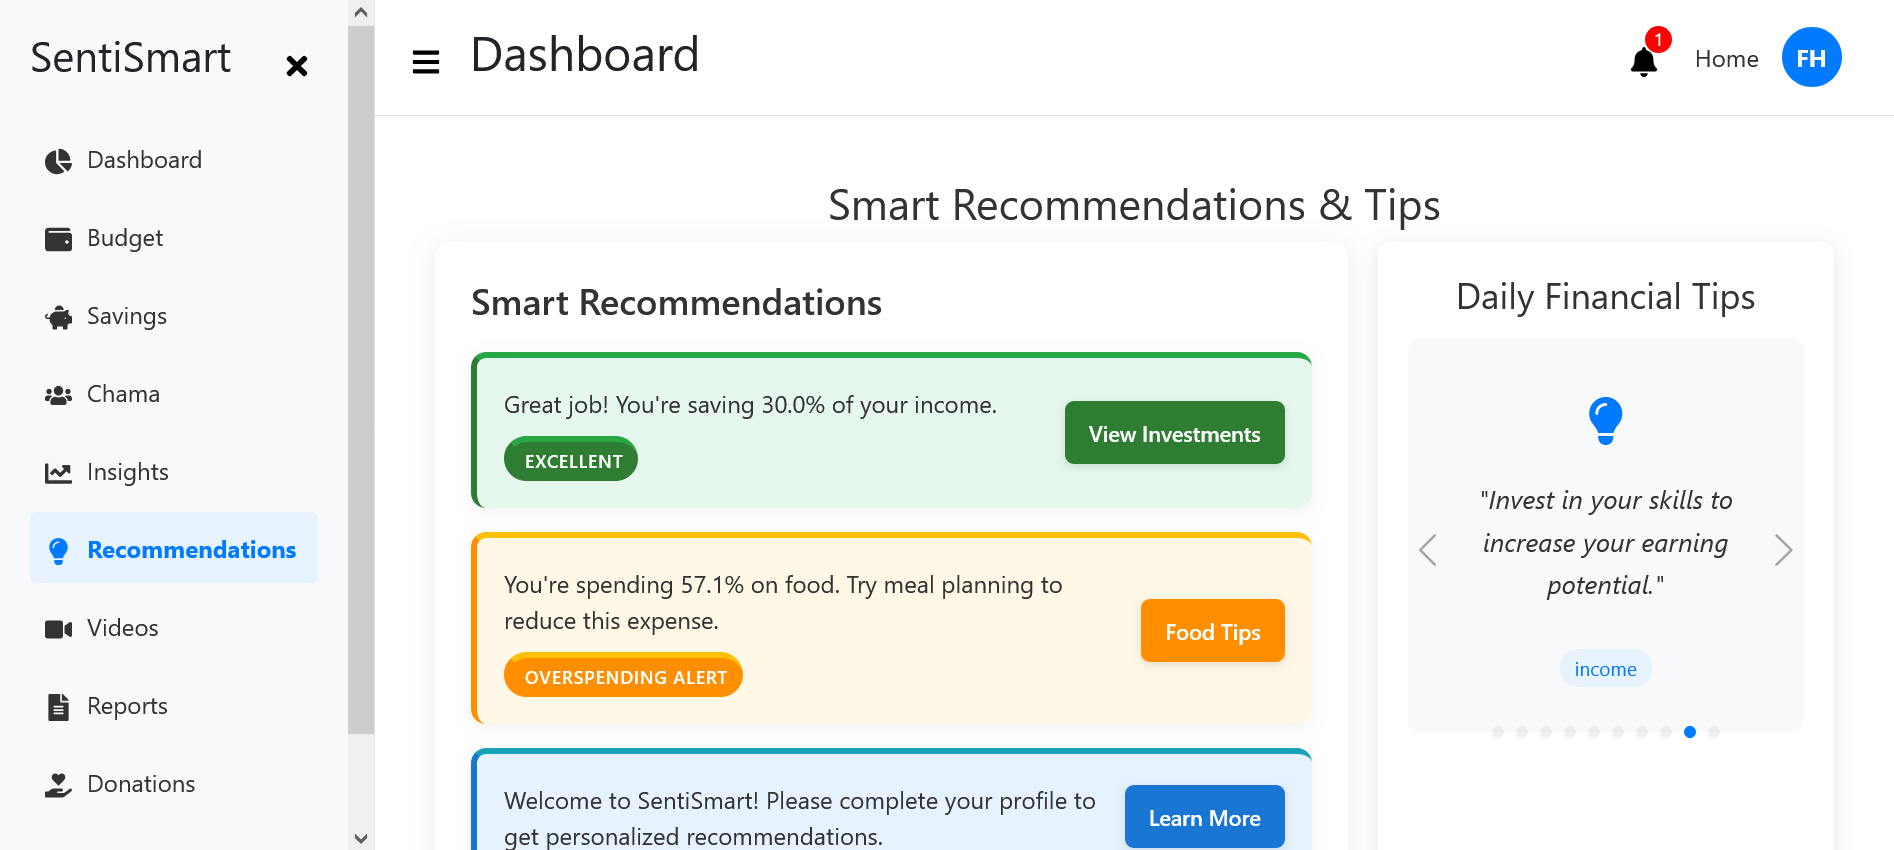 SentiSmart
Dashboard
Budget
Savings
Chama
Insights
Recommendations
Videos
Reports
Donations
Dashboard
1
Home
FH
Smart Recommendations & Tips
Smart Recommendations
Great job! You're saving 30.0% of your income.
EXCELLENT
View Investments
You're spending 57.1% on food. Try meal planning to
reduce this expense.
OVERSPENDING ALERT
Food Tips
Welcome to SentiSmart! Please complete your profile to
get personalized recommendations.
Learn More
Daily Financial Tips
"Invest in your skills to
increase your earning
potential."
income